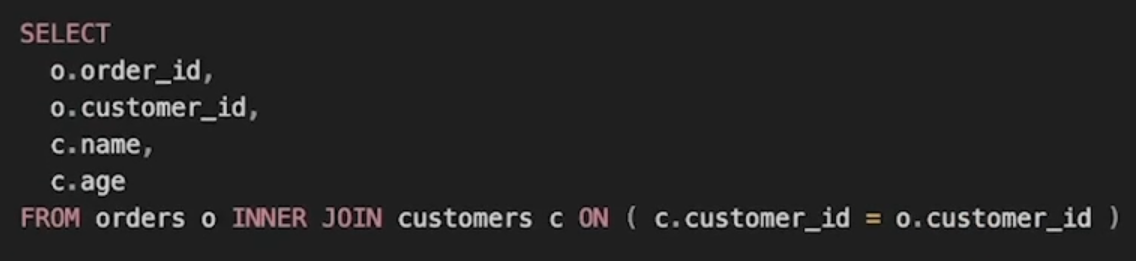 SELECT
  o.order_id,
  o.customer_id,
  c.name,
  c.age
FROM orders o INNER JOIN customers c ON ( c.customer_id = o.customer_id )